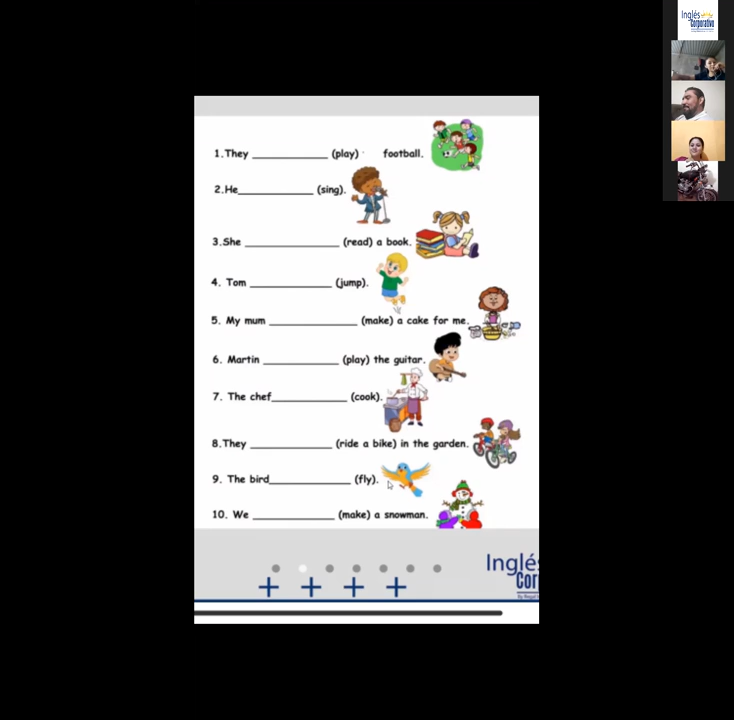 Inglés
Corporativo
1.They ____________ (play) football.
2.He____________ (sing).
3.She _______________ (read) a book.
4. Tom _____________ (jump).
5. My mum ______________ (make) a cake for me.
6. Martin ____________ (play) the guitar.
7. The chef____________ (cook).
8.They _____________ (ride a bike) in the garden.
9. The bird_____________ (fly).
10. We _____________ (make) a snowman.
Inglés
Cor